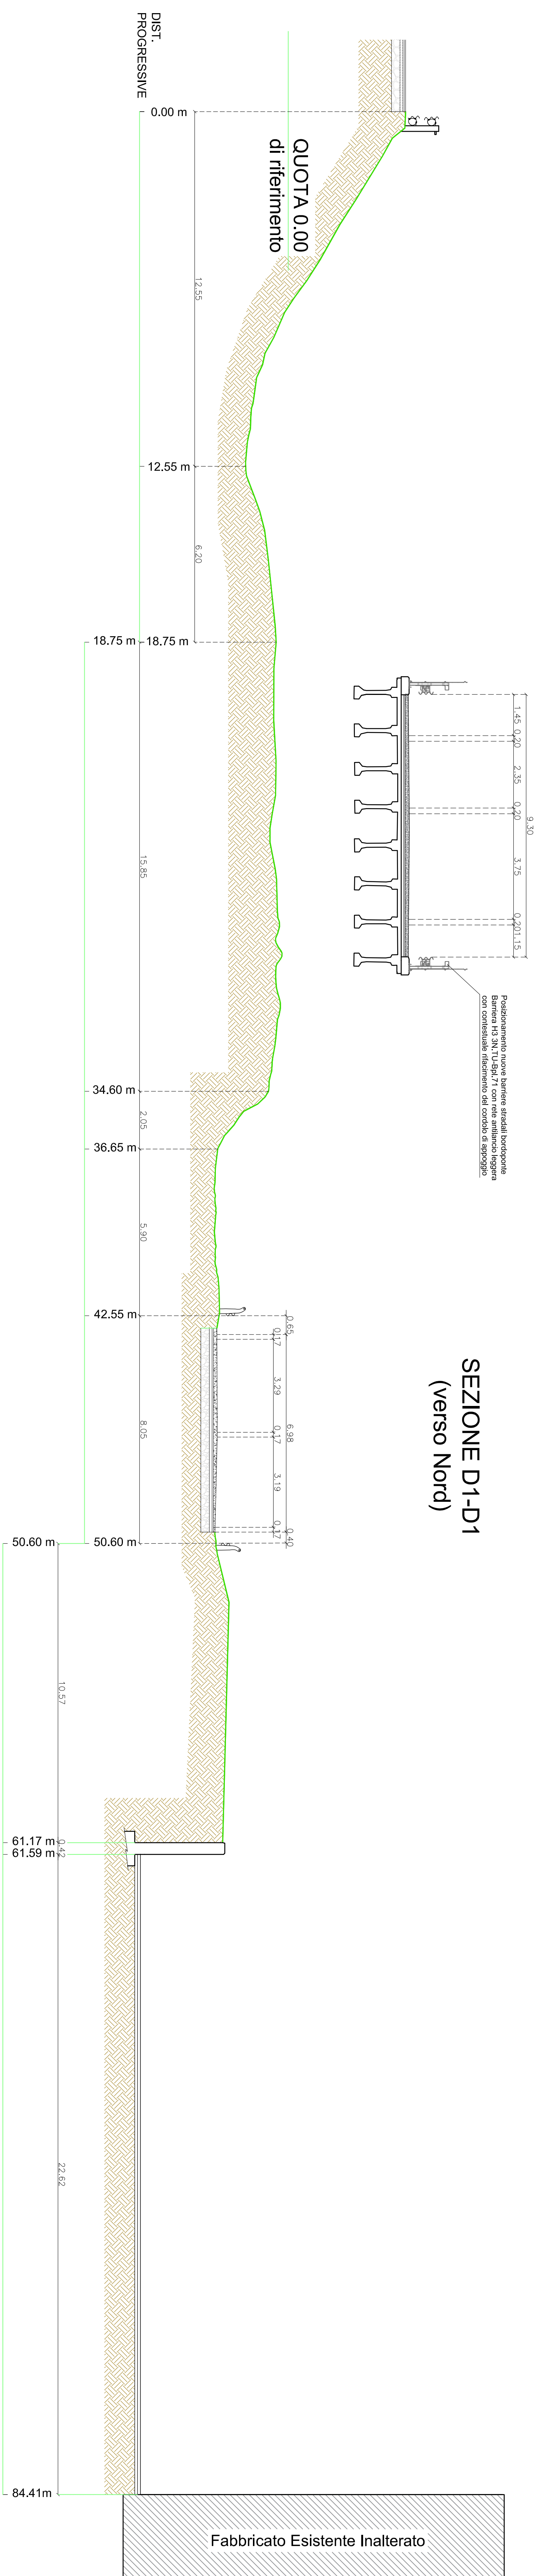 SEZIONE D1-D1
(verso Nord)
9.30
1.45
0.20
2.35
0.20
3.75
0.20
1.15
Posizionamento nuove barriere stradali bordoponte
Barriera H3 3N,TU-Bpl,71 con rete antilancio leggera
con contestuale rifacimento del cordolo di appoggio
QUOTA 0.00
di riferimento
0.65
6.98
0.40
0.17
3.29
0.17
3.19
0.17
DIST.
PROGRESSIVE
0.00 m
12.55
12.55 m
6.20
18.75 m
18.75 m
15.85
34.60 m
2.05
36.65 m
5.90
42.55 m
8.05
50.60 m
50.60 m
10.57
61.17 m
0.42
61.59 m
22.62
84.41m
Fabbricato Esistente Inalterato